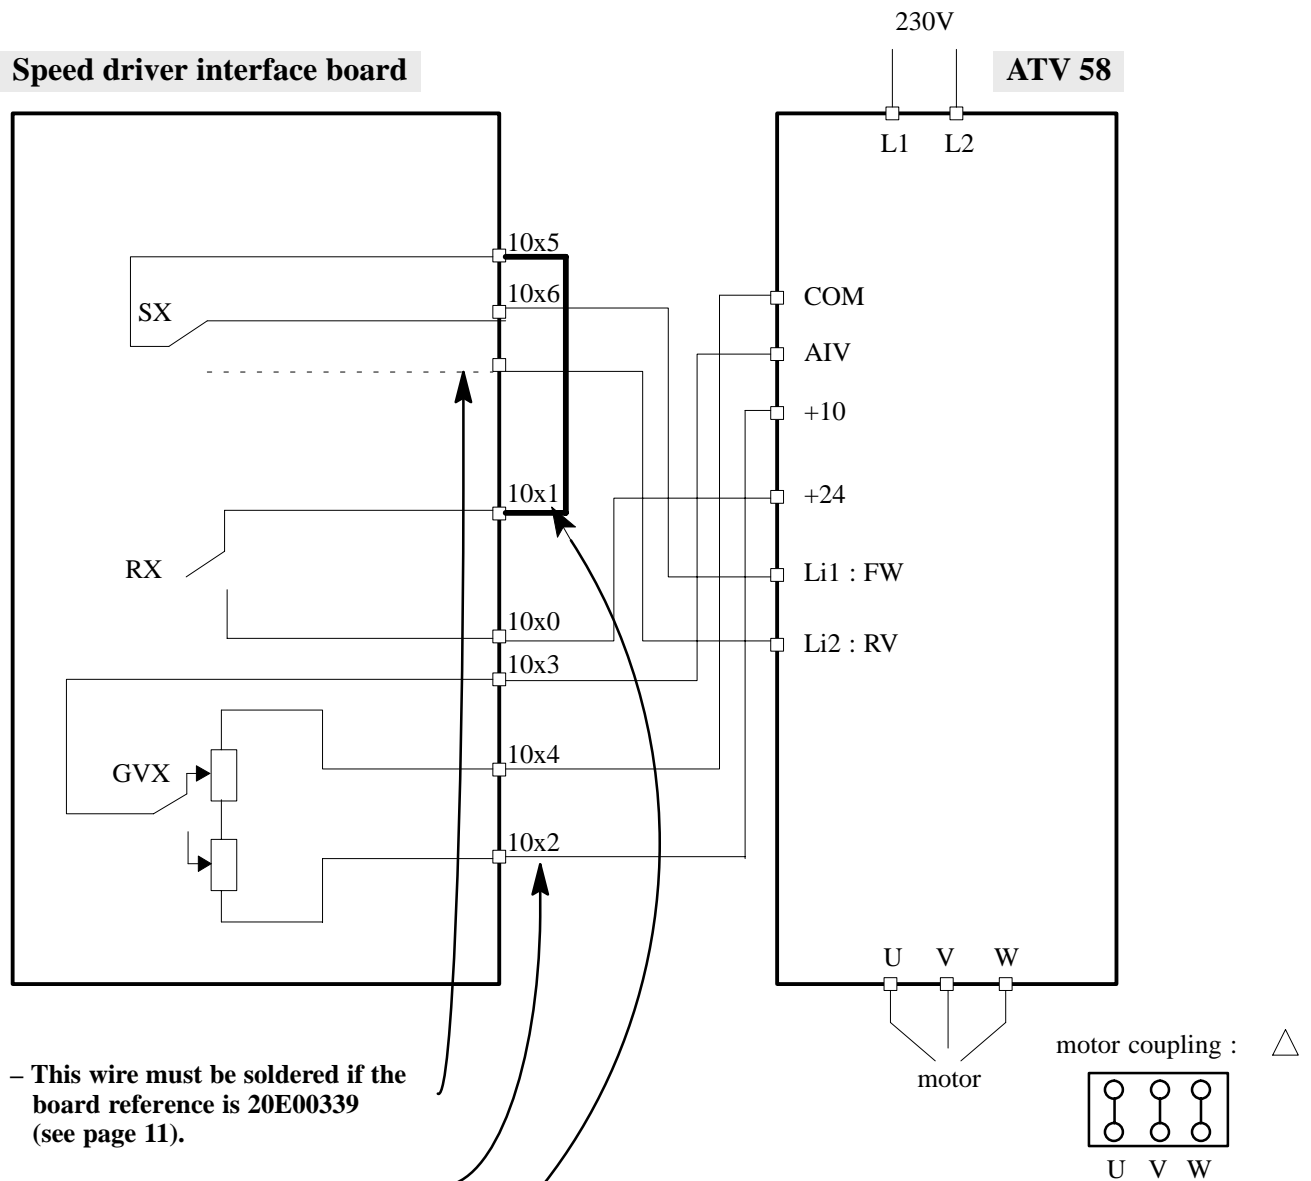 230V
Speed driver interface board
ATV 58
L1 L2
10x5
10x6
SX
COM
AIV
+10
10x1
+24
RX
Li1 : FW
10x0
Li2 : RV
10x3
10x4
GVX
10x2
U V W
motor coupling :
motor
– This wire must be soldered if the
board reference is 20E00339
(see page 11).
U V W